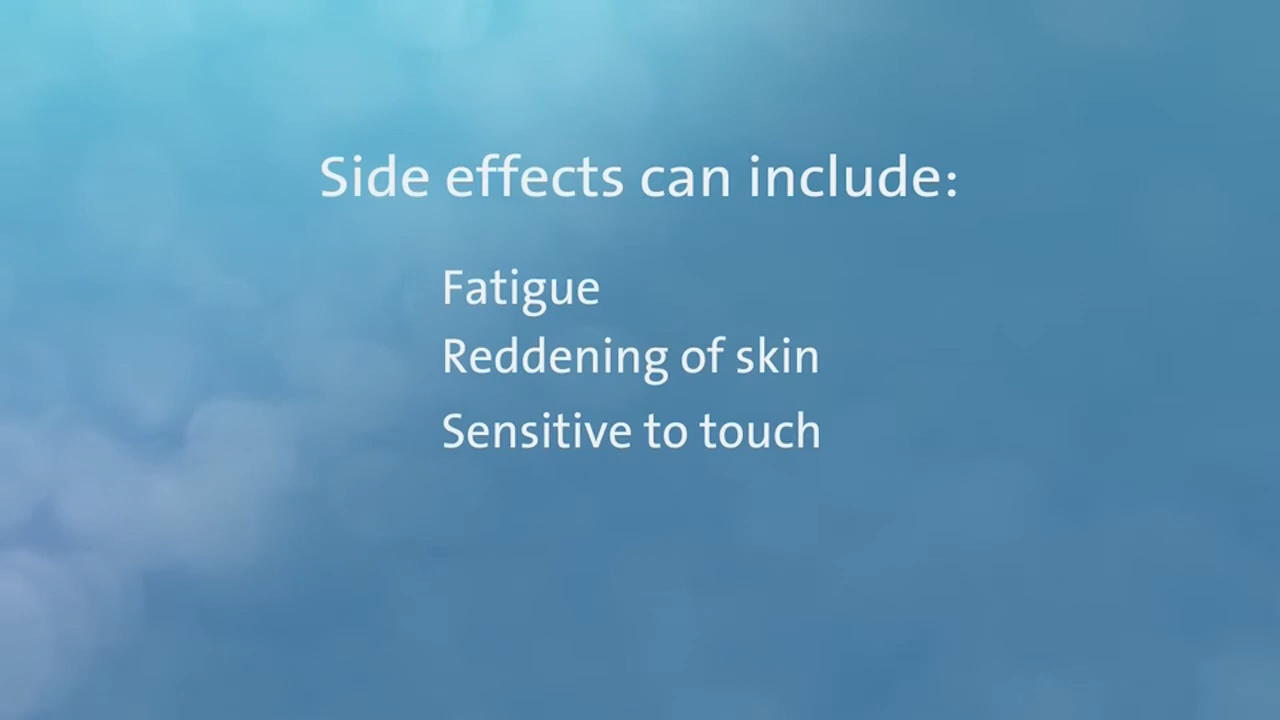 Side effects can include:
Fatigue
Reddening of skin
Sensitive to touch